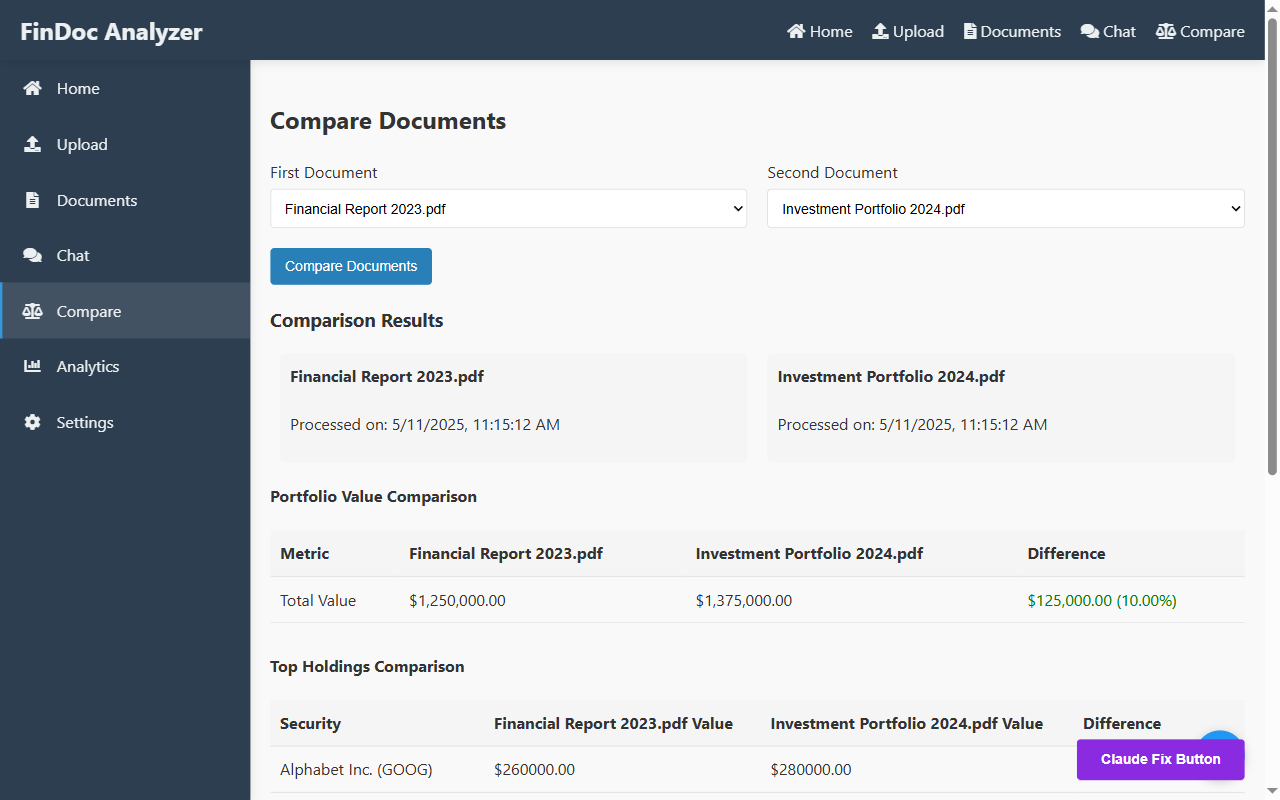 FinDoc Analyzer
Home Upload Documents Chat Compare
Home
Upload
Documents
Chat
Compare
Analytics
Settings
Compare Documents
First Document Second Document
Financial Report 2023.pdf Investment Portfolio 2024.pdf
Compare Documents
Comparison Results
Financial Report 2023.pdf Investment Portfolio 2024.pdf
Processed on: 5/11/2025, 11:15:12 AM Processed on: 5/11/2025, 11:15:12 AM
Portfolio Value Comparison
Metric Financial Report 2023.pdf Investment Portfolio 2024.pdf Difference
Total Value $1,250,000.00 $1,375,000.00 $125,000.00 (10.00%)
Top Holdings Comparison
Security Financial Report 2023.pdf Value Investment Portfolio 2024.pdf Value Difference
Alphabet Inc. (GOOG) $260000.00 $280000.00
Claude Fix Button